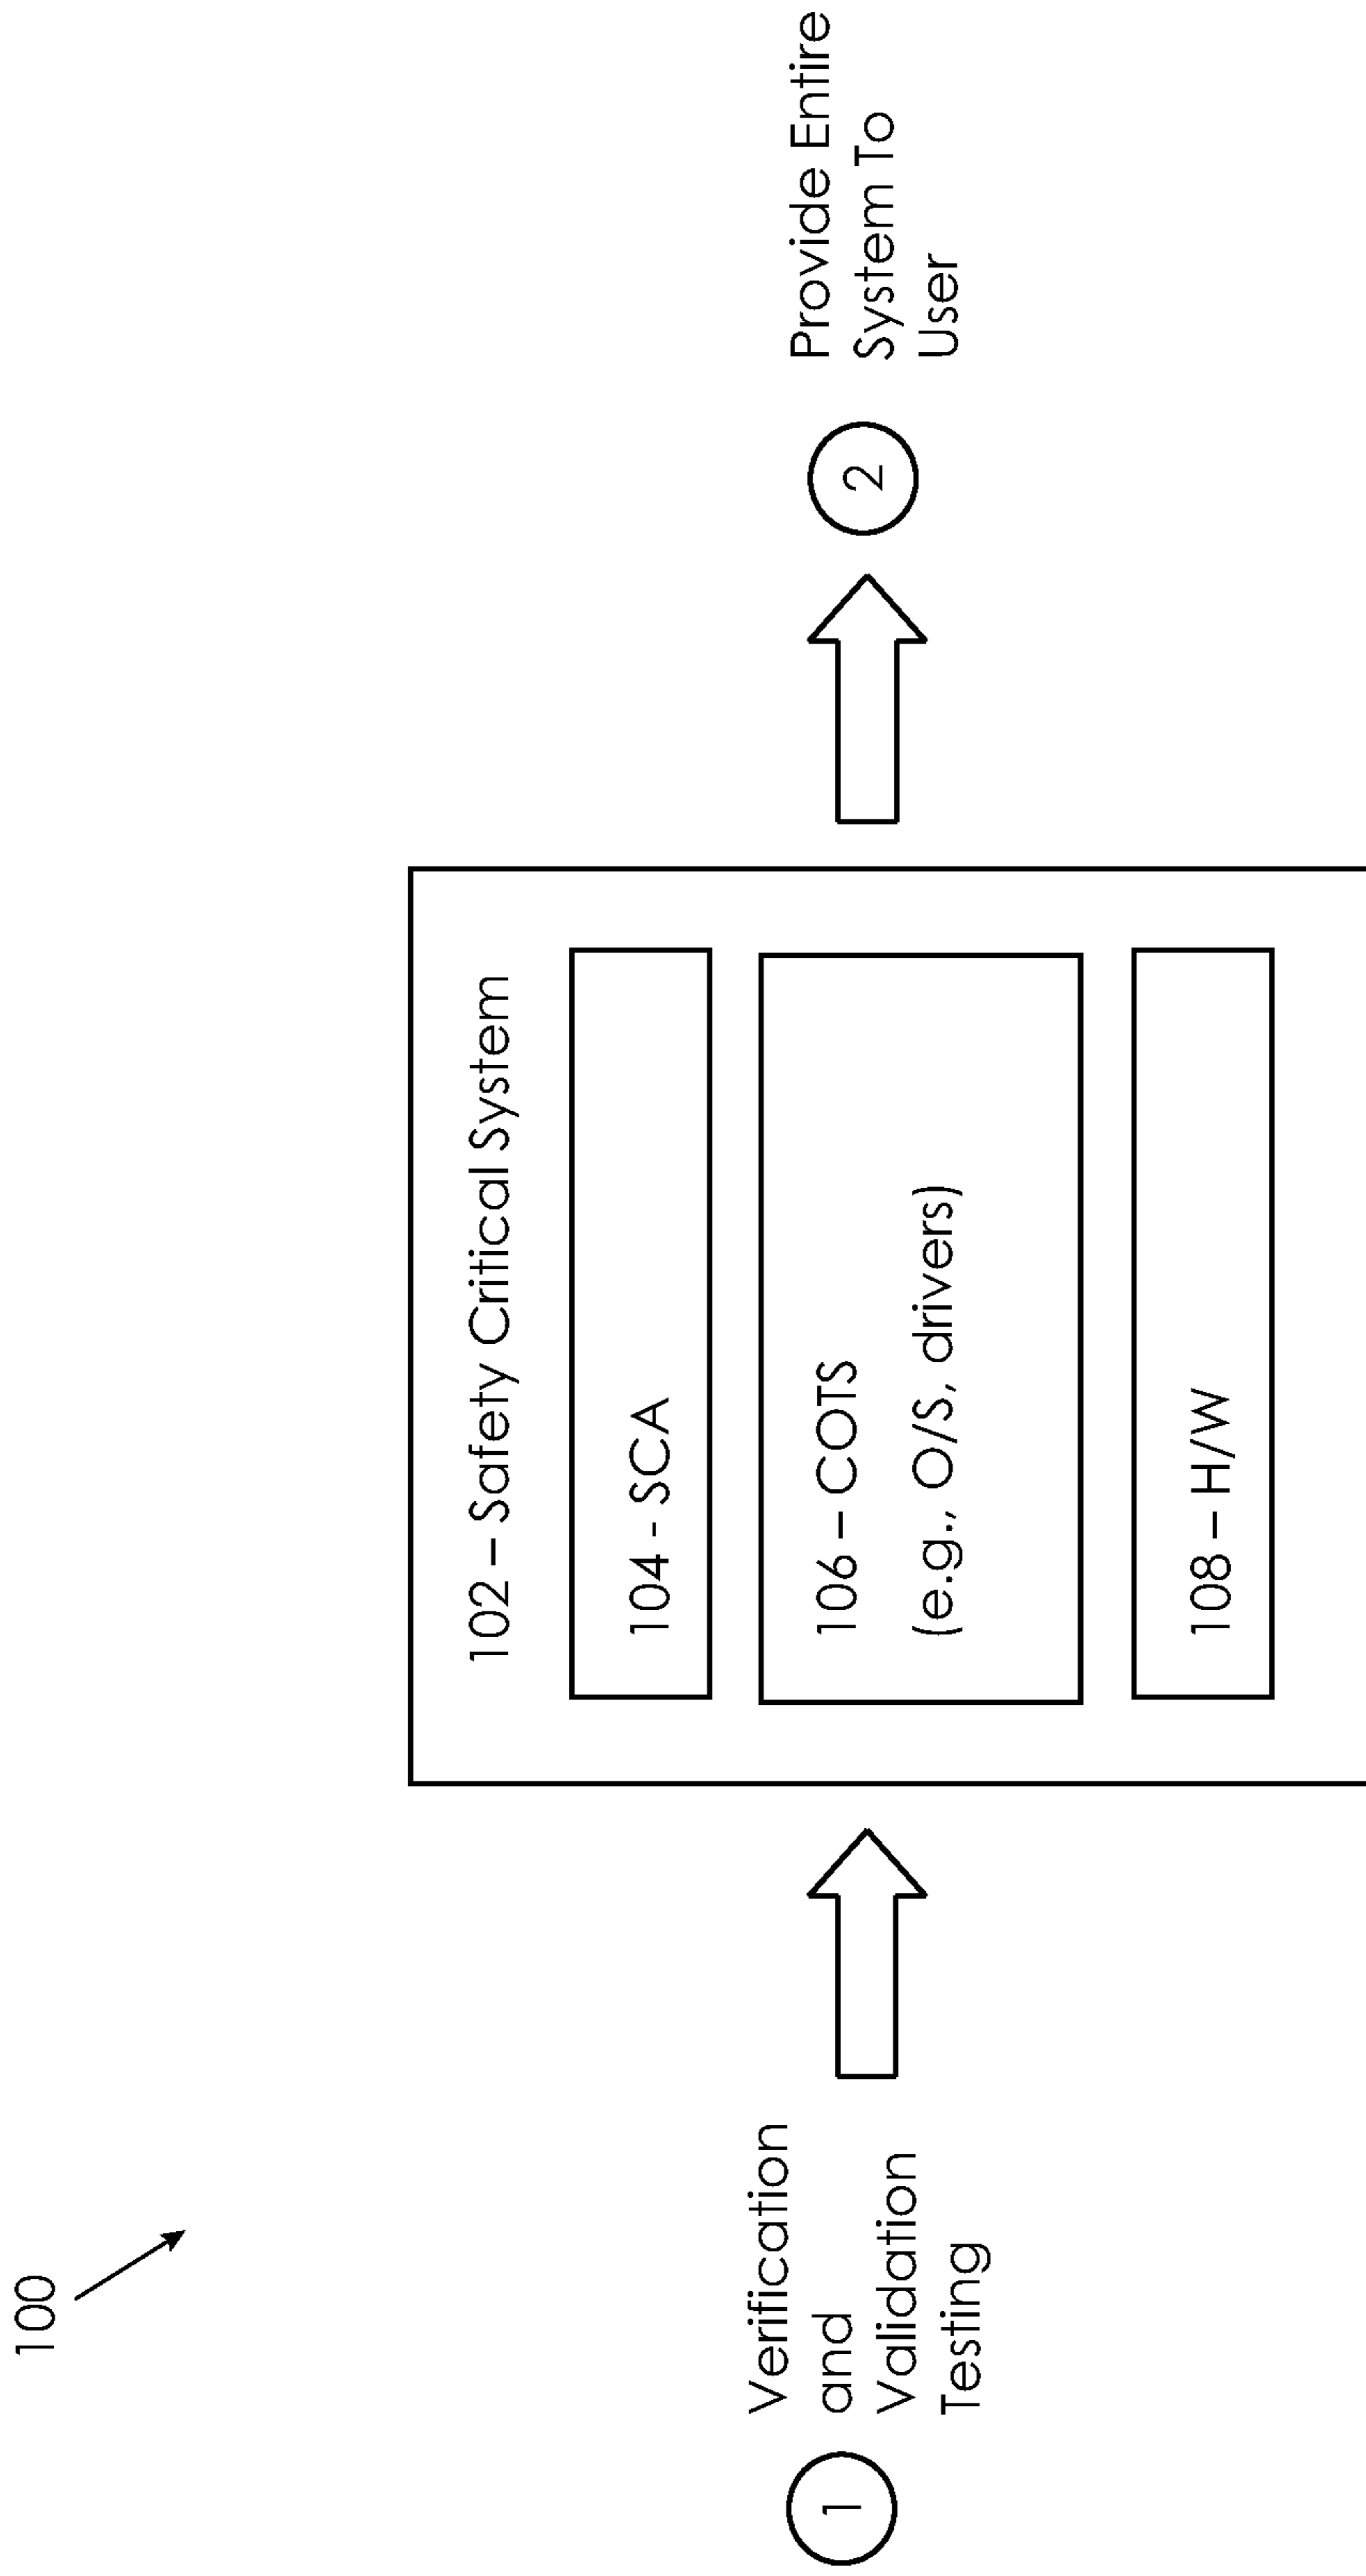 100
1
Verification
and
Validation
Testing
102 – Safety Critical System
104 - SCA
106 – COTS
(e.g., O/S, drivers)
108 – H/W
2
Provide Entire
System To
User